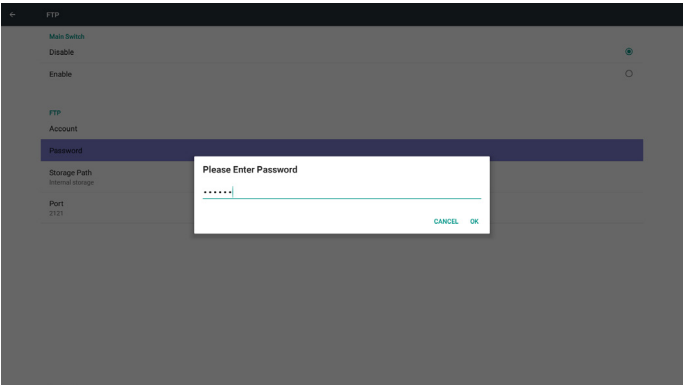 FTP
Main Switch
Disable
Enable
FTP
Account
Password
Storage Path
Internal storage
Port
2121
Please Enter Password
••••••
CANCEL OK